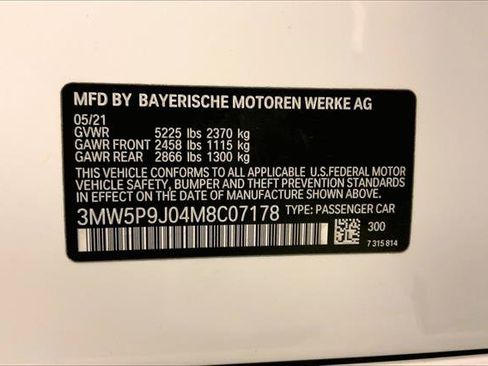 MFD BY BAYERISCHE MOTOREN WERKE AG
05/21
GVWR 5225 lbs 2370 kg
GAWR FRONT 2458 lbs 1115 kg
GAWR REAR 2866 lbs 1300 kg
THIS VEHICLE CONFORMS TO ALL APPLICABLE U.S.FEDERAL MOTOR
VEHICLE SAFETY, BUMPER AND THEFT PREVENTION STANDARDS
IN EFFECT ON THE DATE OF MANUFACTURE SHOWN ABOVE.
3MW5P9J04M8C07178 TYPE: PASSENGER CAR
300
7 315 814